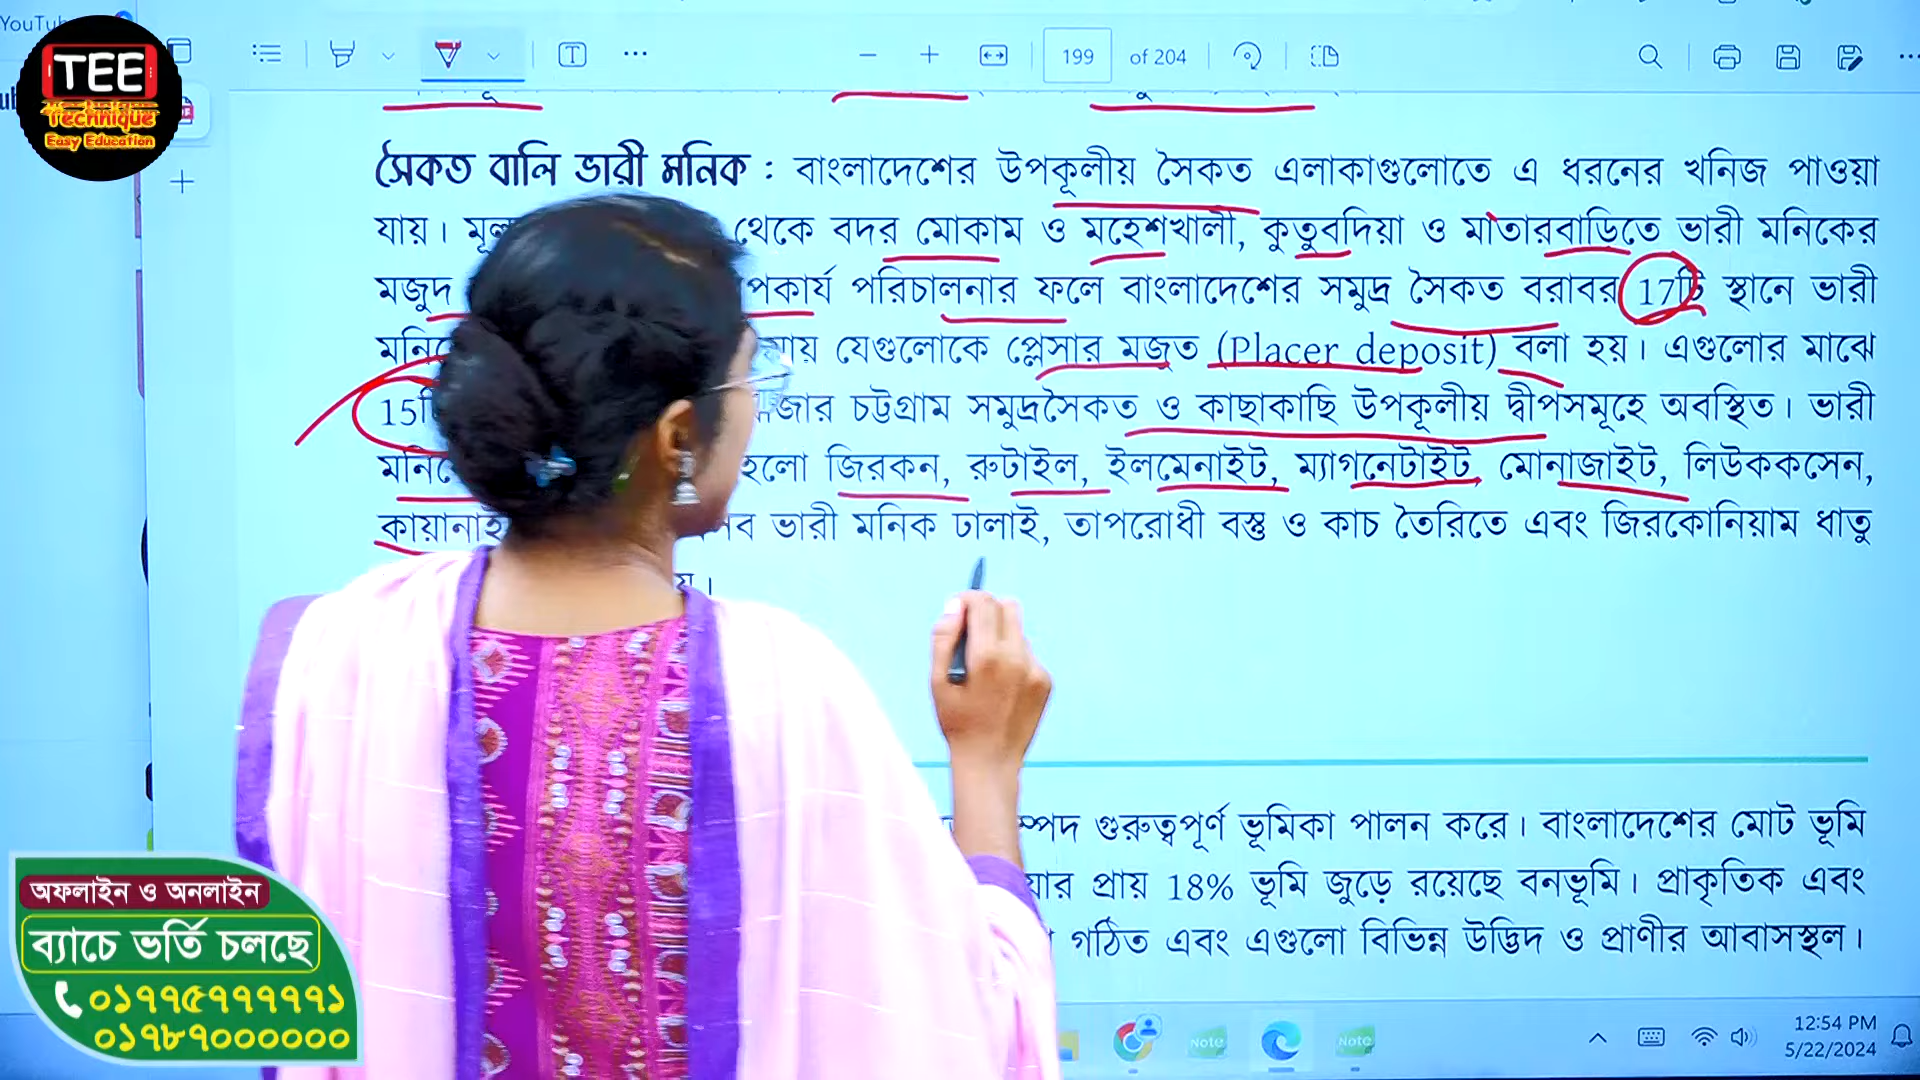 YouTu
TEE
Technique
Easy Education
199 of 204
সৈকত বালি ভারী মনিক : বাংলাদেশের উপকূলীয় সৈকত এলাকাগুলোতে এ ধরনের খনিজ পাওয়া
যায়। থেকে বদর মোকাম ও মহেশখালী, কুতুবদিয়া ও মাতারবাড়িতে ভারী মনিকের
মজুদ পরিচালনার ফলে বাংলাদেশের সমুদ্র সৈকত বরাবর 17টি স্থানে ভারী
যেগুলোকে প্লেসার মজুত (Placer deposit) বলা হয়। এগুলোর মাঝে
চট্টগ্রাম সমুদ্রসৈকত ও কাছাকাছি উপকূলীয় দ্বীপসমূহে অবস্থিত। ভারী
হলো জিরকন, রুটাইল, ইলমেনাইট, ম্যাগনেটাইট, মোনাজাইট, লিউককসেন,
ভারী মনিক ঢালাই, তাপরোধী বস্তু ও কাচ তৈরিতে এবং জিরকোনিয়াম ধাতু
গুরুত্বপূর্ণ ভূমিকা পালন করে। বাংলাদেশের মোট ভূমি
প্রায় 18% ভূমি জুড়ে রয়েছে বনভূমি। প্রাকৃতিক এবং
গঠিত এবং এগুলো বিভিন্ন উদ্ভিদ ও প্রাণীর আবাসস্থল।
অফলাইন ও অনলাইন
ব্যাচে ভর্তি চলছে
০১৭৭৫৭৭৭৭৭১
০১৭৮৭০০০০০০
Note
Note
12:54 PM
5/22/2024